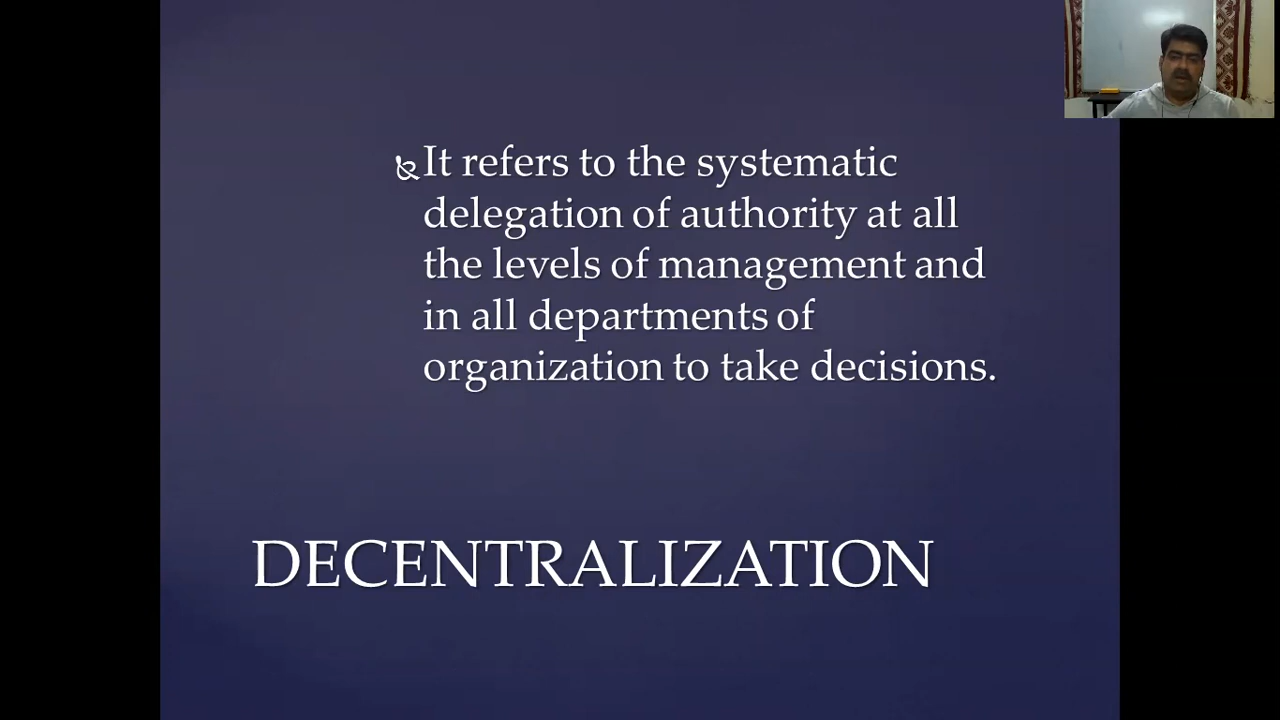 It refers to the systematic
delegation of authority at all
the levels of management and
in all departments of
organization to take decisions.
DECENTRALIZATION